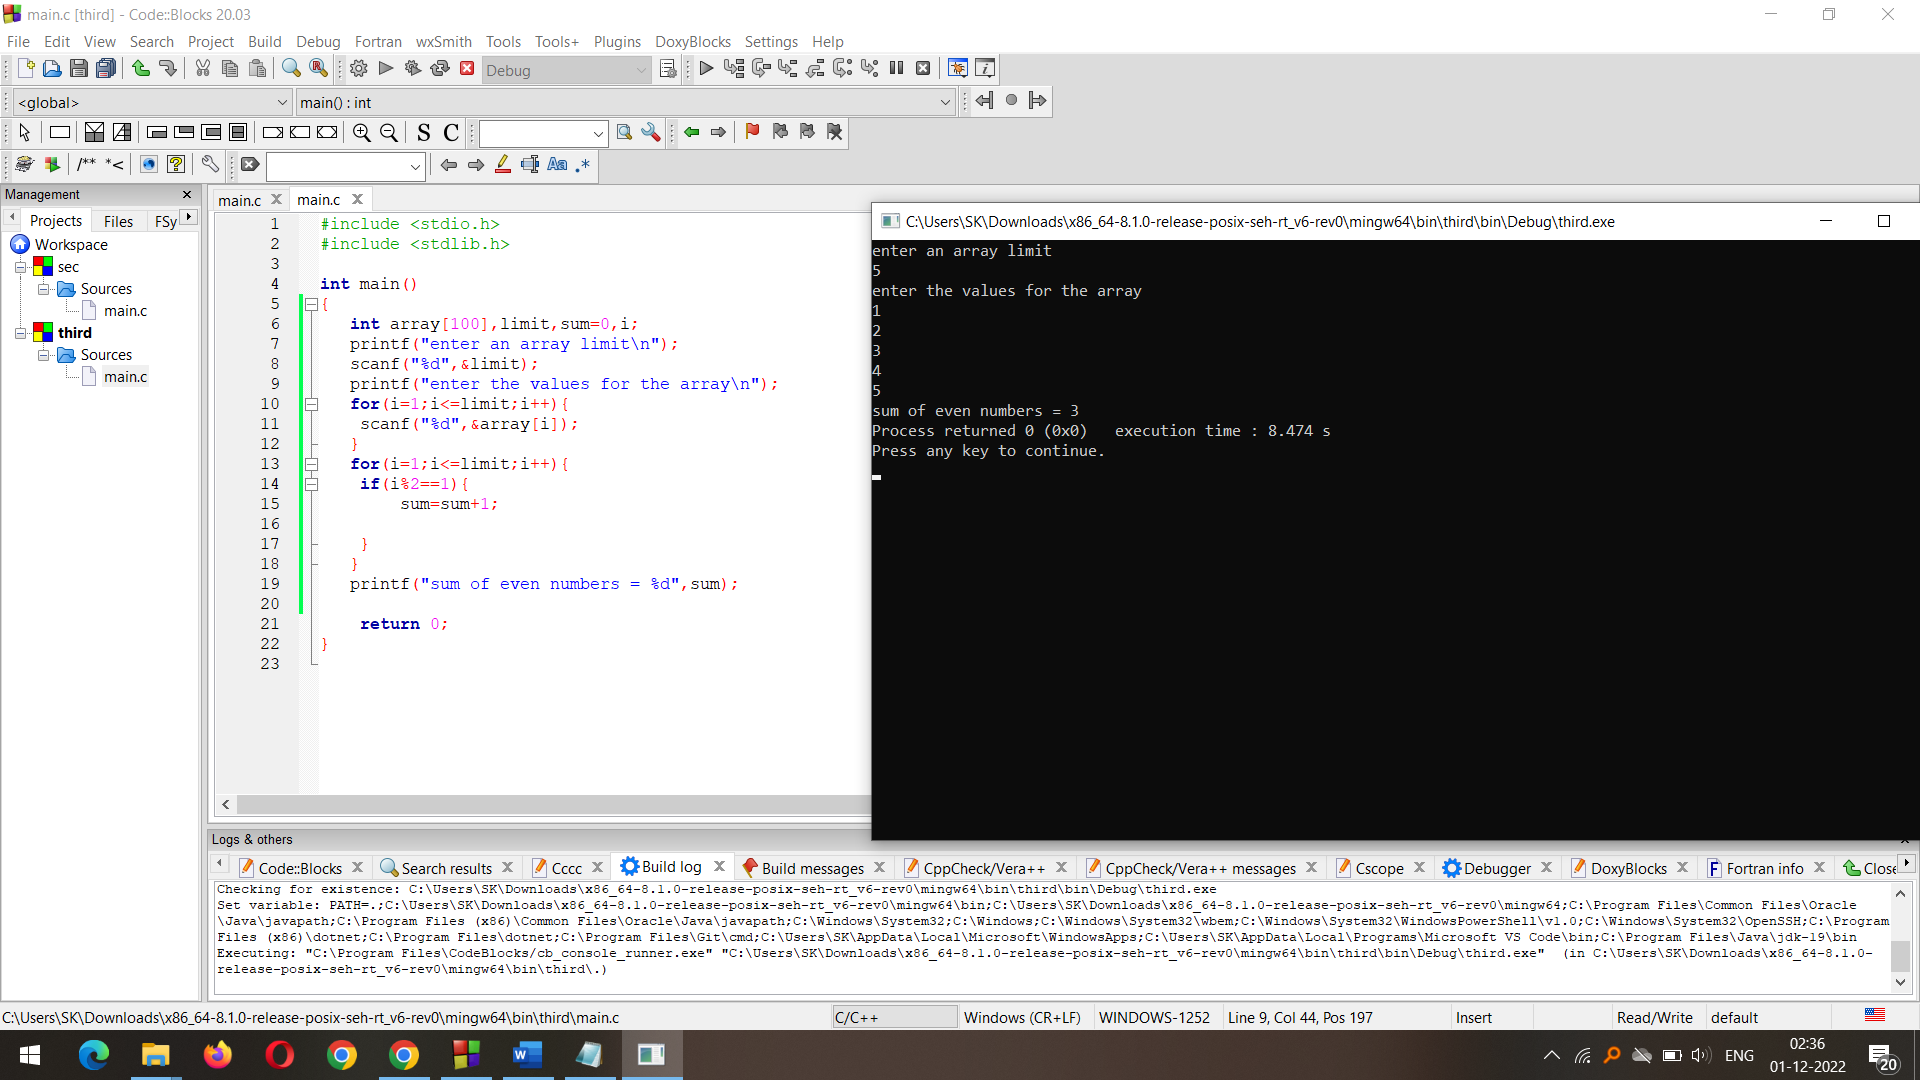 main.c [third] - Code::Blocks 20.03
File Edit View Search Project Build Debug Fortran wxSmith Tools Tools+ Plugins DoxyBlocks Settings Help
Debug
<global> main() : int
S C
/** *< Aa .*
Management
Projects Files FSy
Workspace
sec
Sources
main.c
third
Sources
main.c
main.c main.c
1 #include <stdio.h>
2 #include <stdlib.h>
3
4 int main()
5 {
6 int array[100],limit,sum=0,i;
7 printf("enter an array limit\n");
8 scanf("%d",&limit);
9 printf("enter the values for the array\n");
10 for(i=1;i<=limit;i++){
11 scanf("%d",&array[i]);
12 }
13 for(i=1;i<=limit;i++){
14 if(i%2==1){
15 sum=sum+1;
16
17 }
18 }
19 printf("sum of even numbers = %d",sum);
20
21 return 0;
22 }
23
C:\Users\SK\Downloads\x86_64-8.1.0-release-posix-seh-rt_v6-rev0\mingw64\bin\third\bin\Debug\third.exe
enter an array limit
5
enter the values for the array
1
2
3
4
5
sum of even numbers = 3
Process returned 0 (0x0) execution time : 8.474 s
Press any key to continue.
Logs & others
Code::Blocks Search results Cccc Build log Build messages CppCheck/Vera++ CppCheck/Vera++ messages Cscope Debugger DoxyBlocks Fortran info Close
Checking for existence: C:\Users\SK\Downloads\x86_64-8.1.0-release-posix-seh-rt_v6-rev0\mingw64\bin\third\bin\Debug\third.exe
Set variable: PATH=.;C:\Users\SK\Downloads\x86_64-8.1.0-release-posix-seh-rt_v6-rev0\mingw64\bin;C:\Users\SK\Downloads\x86_64-8.1.0-release-posix-seh-rt_v6-rev0\mingw64;C:\Program Files\Common Files\Oracle
\Java\javapath;C:\Program Files (x86)\Common Files\Oracle\Java\javapath;C:\Windows\System32;C:\Windows;C:\Windows\System32\wbem;C:\Windows\System32\WindowsPowerShell\v1.0;C:\Windows\System32\OpenSSH;C:\Program
Files (x86)\dotnet;C:\Program Files\dotnet;C:\Program Files\Git\cmd;C:\Users\SK\AppData\Local\Microsoft\WindowsApps;C:\Users\SK\AppData\Local\Programs\Microsoft VS Code\bin;C:\Program Files\Java\jdk-19\bin
Executing: "C:\Program Files\CodeBlocks/cb_console_runner.exe" "C:\Users\SK\Downloads\x86_64-8.1.0-release-posix-seh-rt_v6-rev0\mingw64\bin\third\bin\Debug\third.exe" (in C:\Users\SK\Downloads\x86_64-8.1.0-
release-posix-seh-rt_v6-rev0\mingw64\bin\third\.)
C:\Users\SK\Downloads\x86_64-8.1.0-release-posix-seh-rt_v6-rev0\mingw64\bin\third\main.c C/C++ Windows (CR+LF) WINDOWS-1252 Line 9, Col 44, Pos 197 Insert Read/Write default
ENG 02:36
01-12-2022 20